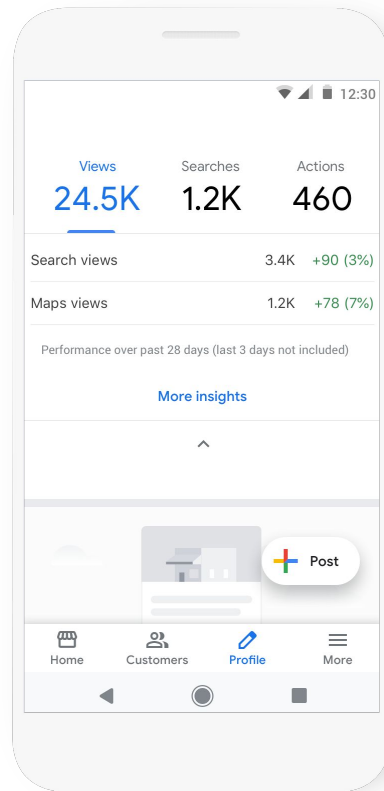 12:30
Views Searches Actions
24.5K 1.2K 460
Search views 3.4K +90 (3%)
Maps views 1.2K +78 (7%)
Performance over past 28 days (last 3 days not included)
More insights
Post
Home Customers Profile More